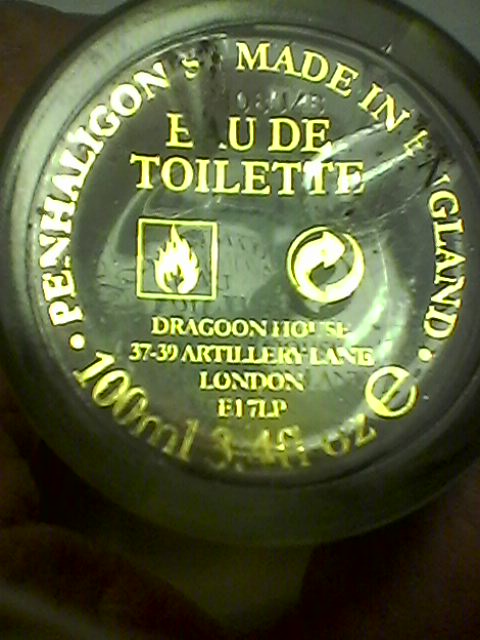 PENHALIGON'S MADE IN ENGLAND
EAU DE
TOILETTE
DRAGOON HOUSE
37-39 ARTILLERY LANE
LONDON
E1 7LP
100ml 3.4fl oz e